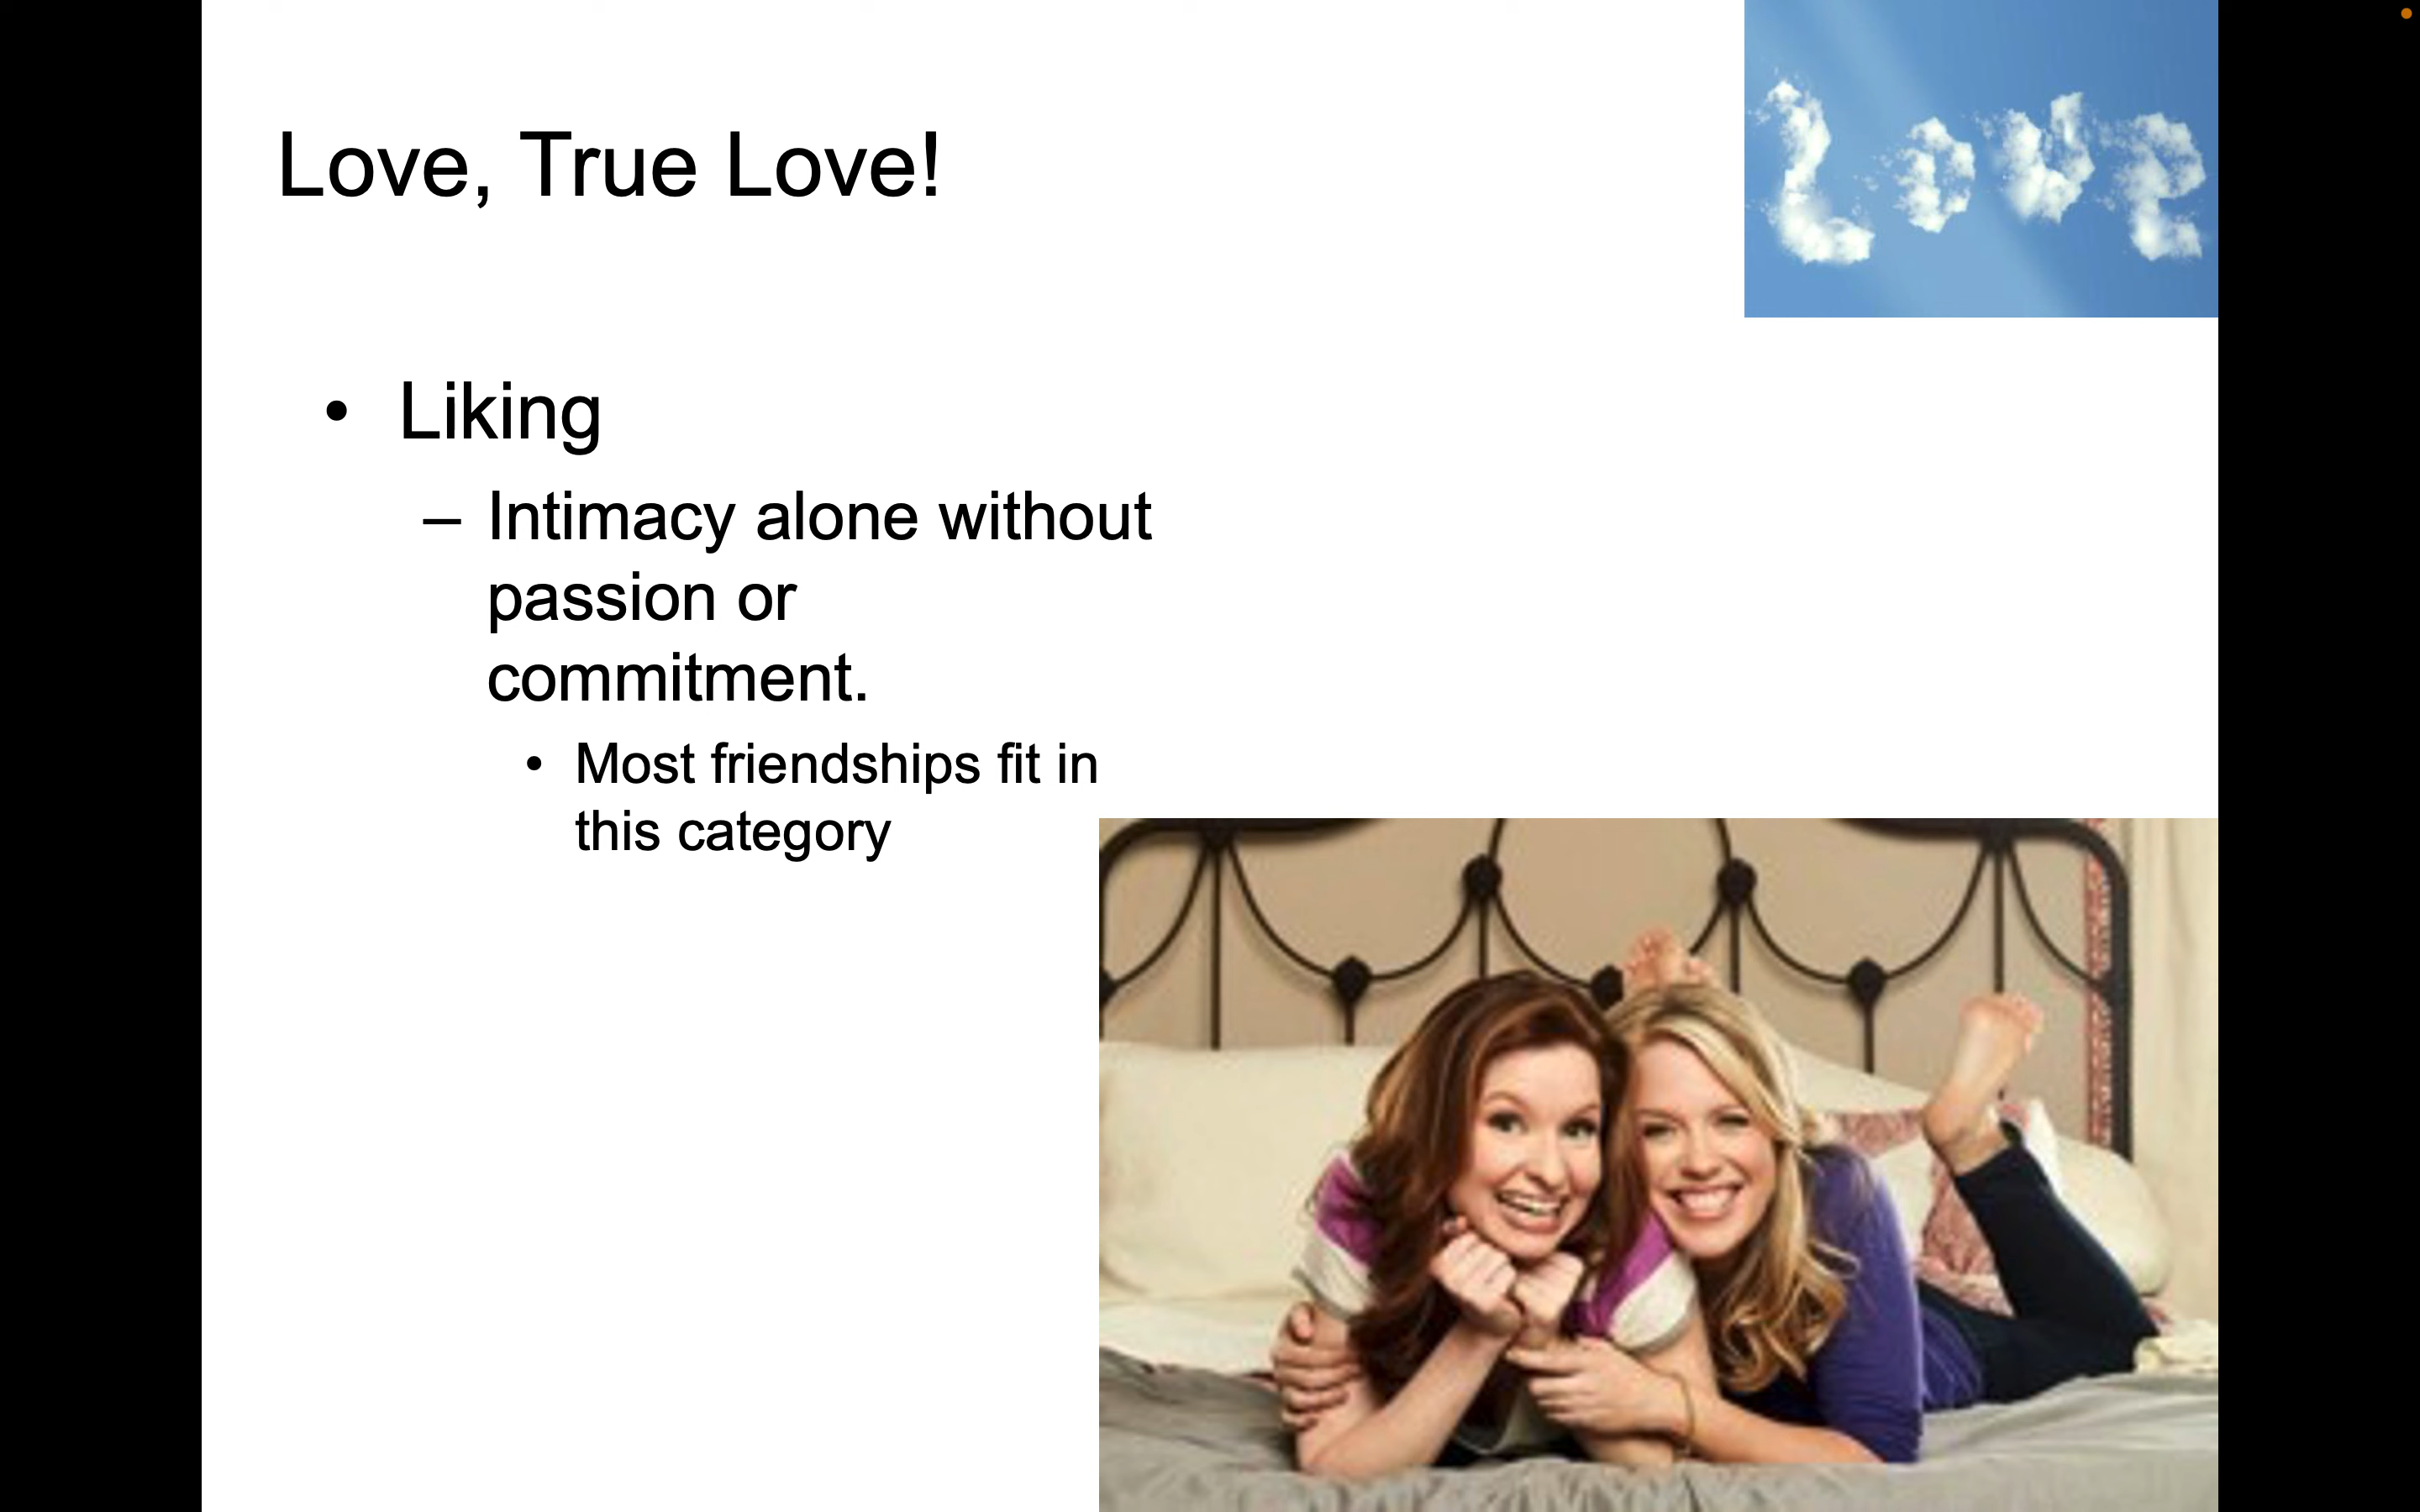 Love
Love, True Love!
• Liking
– Intimacy alone without
passion or
commitment.
• Most friendships fit in
this category